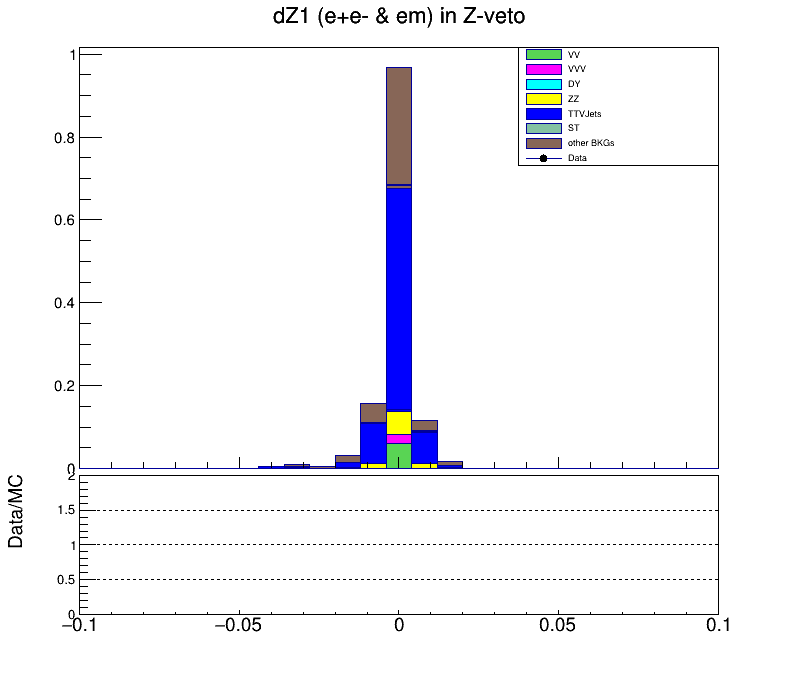 dZ1 (e+e- & em) in Z-veto
1
0.8
0.6
0.4
0.2
0
VV
VVV
DY
ZZ
TTVJets
ST
other BKGs
Data
Data/MC
2
1.5
1
0.5
0
−0.1
−0.05
0
0.05
0.1